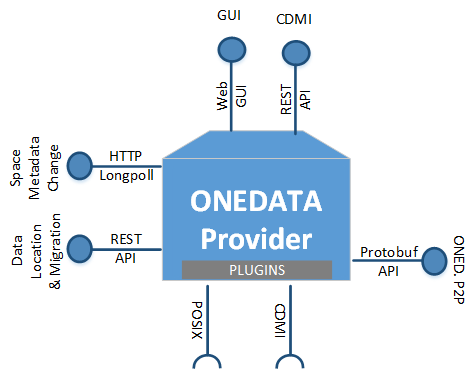 GUI
CDMI
Web
GUI
REST
API
Space
Metadata
Change
HTTP
Longpoll
ONEDATA
Provider
Data
Location
& Migration
REST
API
PLUGINS
Protobuf
API
ONED. P2P
POSIX
CDMI